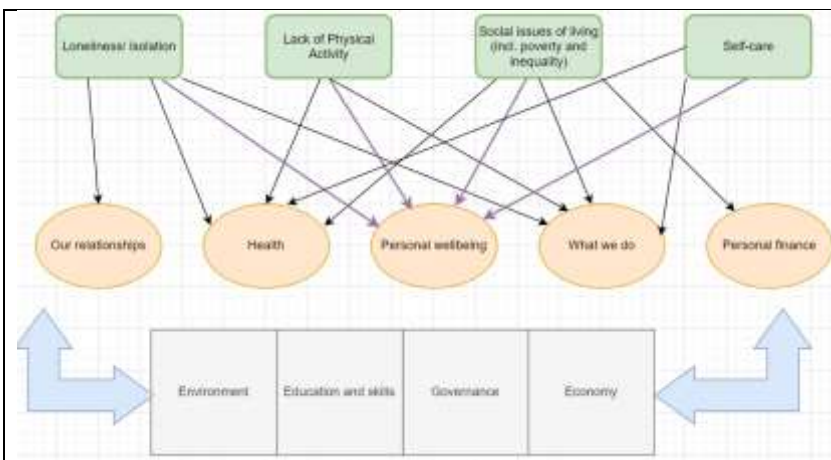 Loneliness/ isolation
Lack of Physical
Activity
Social issues of living
(incl. poverty and
inequality)
Self-care
Our relationships
Health
Personal wellbeing
What we do
Personal finance
Environment
Education and skills
Governance
Economy